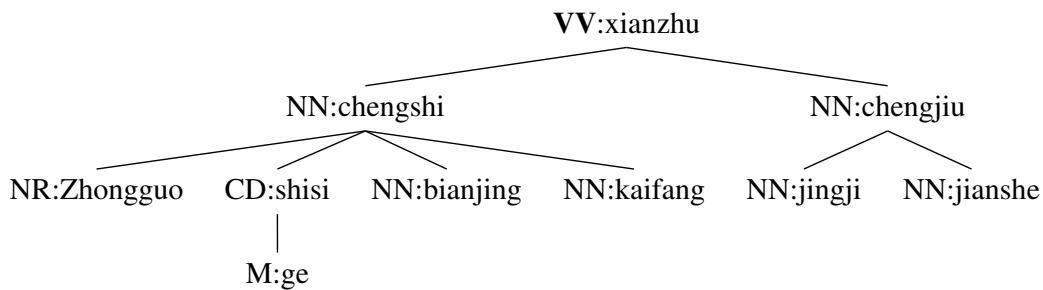 VV:xianzhu
NN:chengshi NN:chengjiu
NR:Zhongguo CD:shisi NN:bianjing NN:kaifang NN:jingji NN:jianshe
M:ge